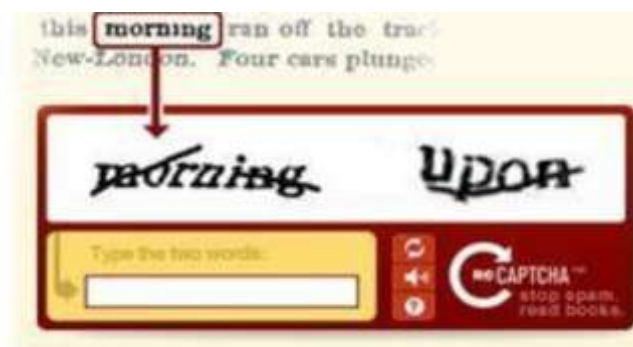 this morning ran off the trac
New-London. Four cars plunge
morning upon
Type the two words:
reCAPTCHA™
stop spam.
read books.